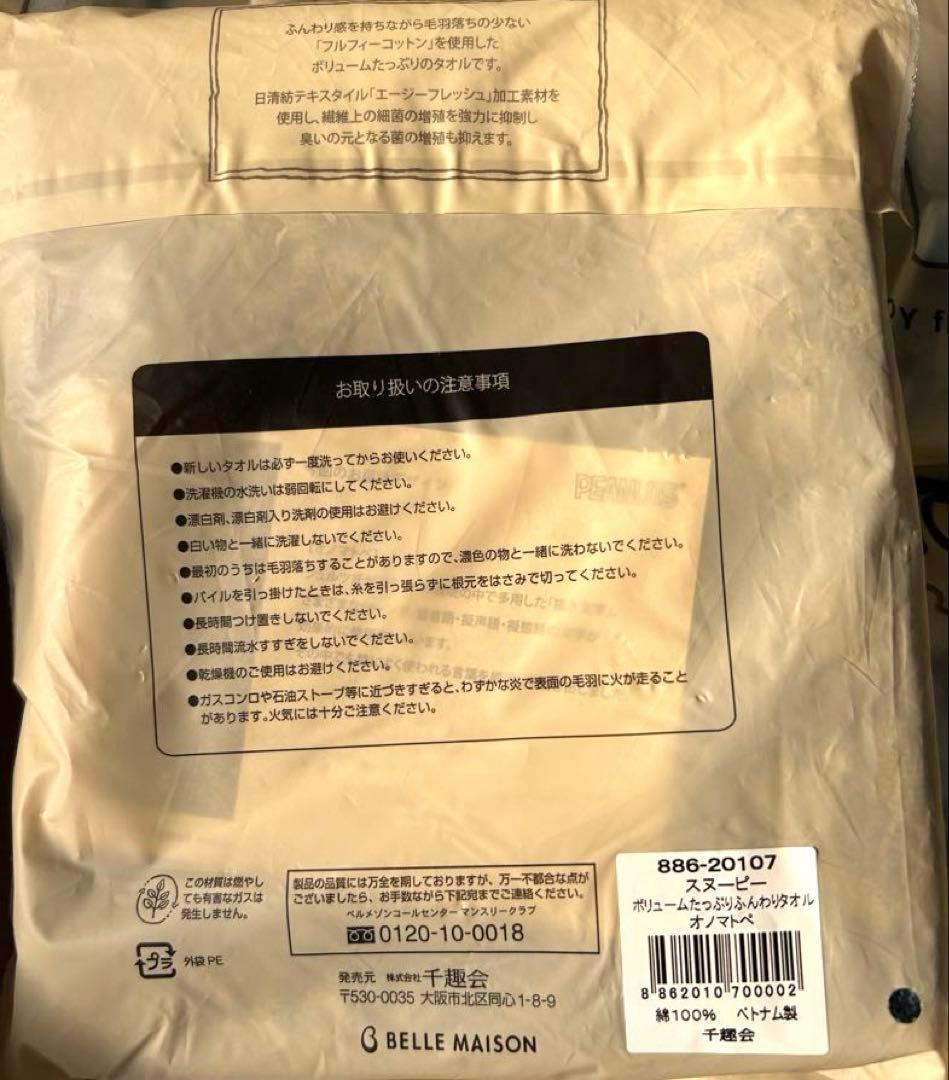 ふんわり感を持ちながら毛羽落ちの少ない
「フルフィーコットン」を使用した
ボリュームたっぷりのタオルです。
日清紡テキスタイル「エージーフレッシュ」加工素材を
使用し、繊維上の細菌の増殖を強力に抑制し
臭いの元となる菌の増殖も抑えます。
お取り扱いの注意事項
●新しいタオルは必ず一度洗ってからお使いください。
●洗濯機の水洗いは弱回転にしてください。
●漂白剤、漂白剤入り洗剤の使用はお避けください。
●白い物と一緒に洗濯しないでください。
●最初のうちは毛羽落ちすることがありますので、濃色の物と一緒に洗わないでください。
●パイルを引っ掛けたときは、糸を引っ張らずに根元をはさみで切ってください。
●長時間つけ置きしないでください。
●長時間流水すすぎをしないでください。
●乾燥機のご使用はお避けください。
●ガスコンロや石油ストーブ等に近づきすぎると、わずかな炎で表面の毛羽に火が走ること
があります。火気には十分ご注意ください。
PEANUTS
この材質は燃やし
ても有害なガスは
発生しません。
プラ 外袋 PE
製品の品質には万全を期しておりますが、万一不都合な点が
ございましたら、お手数ながら下記宛までご連絡ください。
ベルメゾンコールセンター マンスリークラブ
0120-10-0018
発売元 株式会社 千趣会
〒530-0035 大阪市北区同心1-8-9
BELLE MAISON
886-20107
スヌーピー
ボリュームたっぷりふんわりタオル
オノマトペ
8 862010 700002
綿100% ベトナム製
千趣会